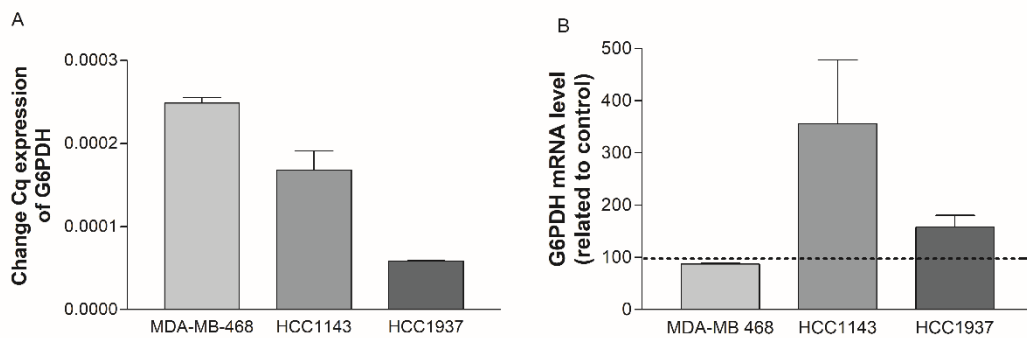 A
Change Cq expression
of G6PDH
0.0003
0.0002
0.0001
0.0000
MDA-MB-468 HCC1143 HCC1937
B
G6PDH mRNA level
(related to control)
500
400
300
200
100
0
MDA-MB 468 HCC1143 HCC1937